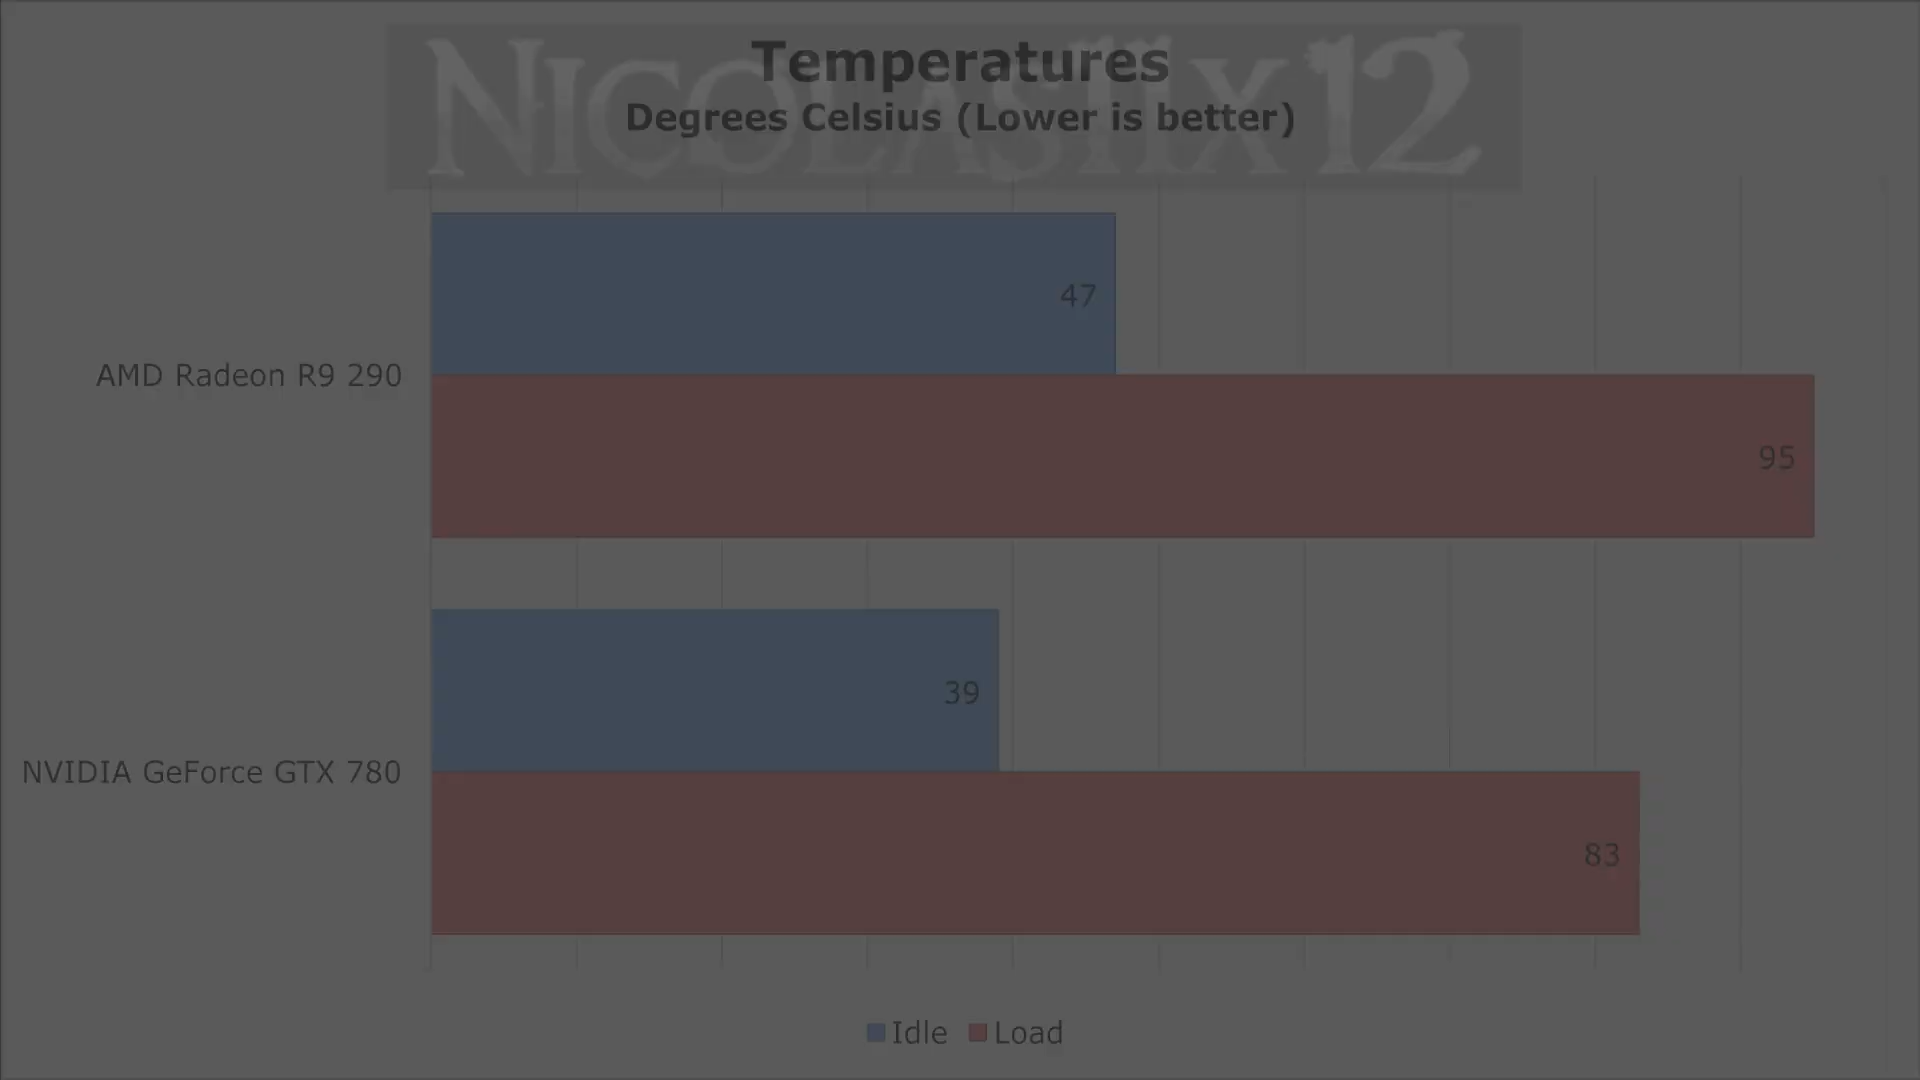 NICOLASTIX12
Temperatures
Degrees Celsius (Lower is better)
47
AMD Radeon R9 290
95
39
NVIDIA GeForce GTX 780
83
Idle
Load